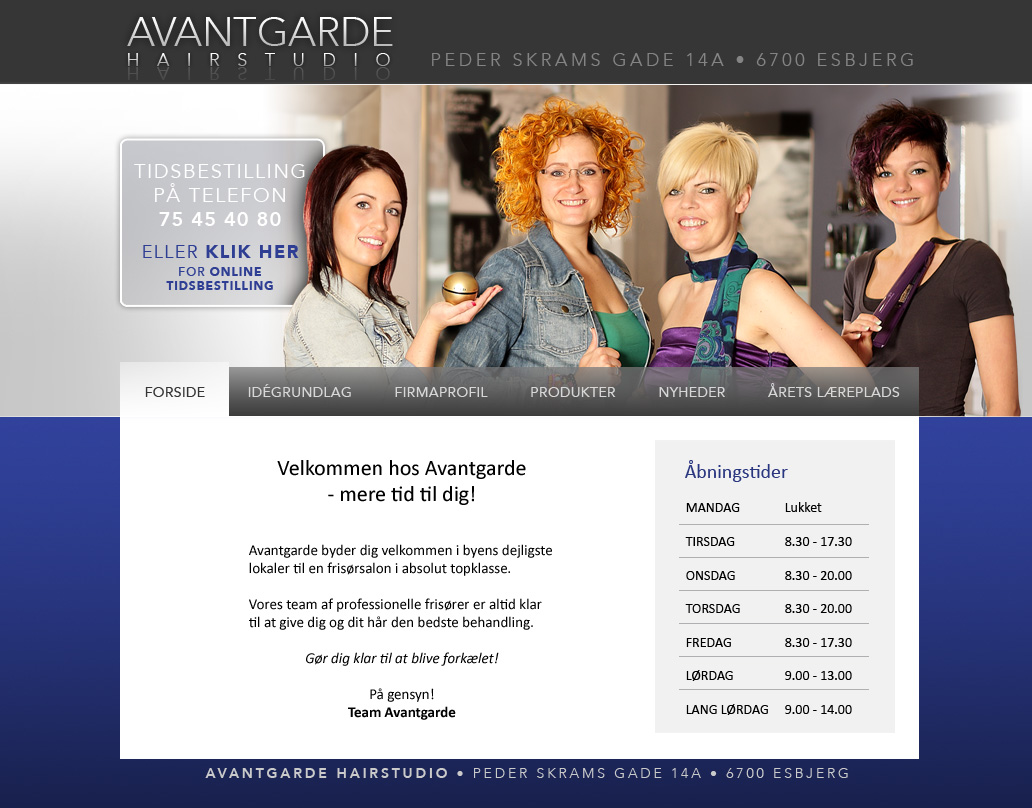 AVANTGARDE
HAIRSTUDIO
PEDER SKRAMS GADE 14A • 6700 ESBJERG
TIDSBESTILLING
PÅ TELEFON
75 45 40 80
ELLER KLIK HER
FOR ONLINE
TIDSBESTILLING
FORSIDE IDÉGRUNDLAG FIRMAPROFIL PRODUKTER NYHEDER ÅRETS LÆREPLADS
Velkommen hos Avantgarde
- mere tid til dig!
Avantgarde byder dig velkommen i byens dejligste
lokaler til en frisørsalon i absolut topklasse.
Vores team af professionelle frisører er altid klar
til at give dig og dit hår den bedste behandling.
Gør dig klar til at blive forkælet!
På gensyn!
Team Avantgarde
Åbningstider
MANDAG Lukket
TIRSDAG 8.30 - 17.30
ONSDAG 8.30 - 20.00
TORSDAG 8.30 - 20.00
FREDAG 8.30 - 17.30
LØRDAG 9.00 - 13.00
LANG LØRDAG 9.00 - 14.00
AVANTGARDE HAIRSTUDIO • PEDER SKRAMS GADE 14A • 6700 ESBJERG